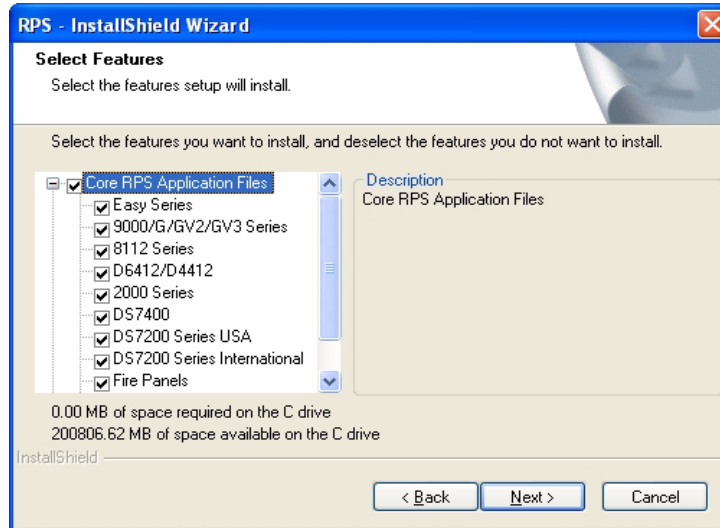 RPS - InstallShield Wizard
Select Features
Select the features setup will install.
Select the features you want to install, and deselect the features you do not want to install.
Core RPS Application Files
Easy Series
9000/G/GV2/GV3 Series
8112 Series
D6412/D4412
2000 Series
DS7400
DS7200 Series USA
DS7200 Series International
Fire Panels
Description
Core RPS Application Files
0.00 MB of space required on the C drive
200806.62 MB of space available on the C drive
InstallShield
< Back
Next >
Cancel